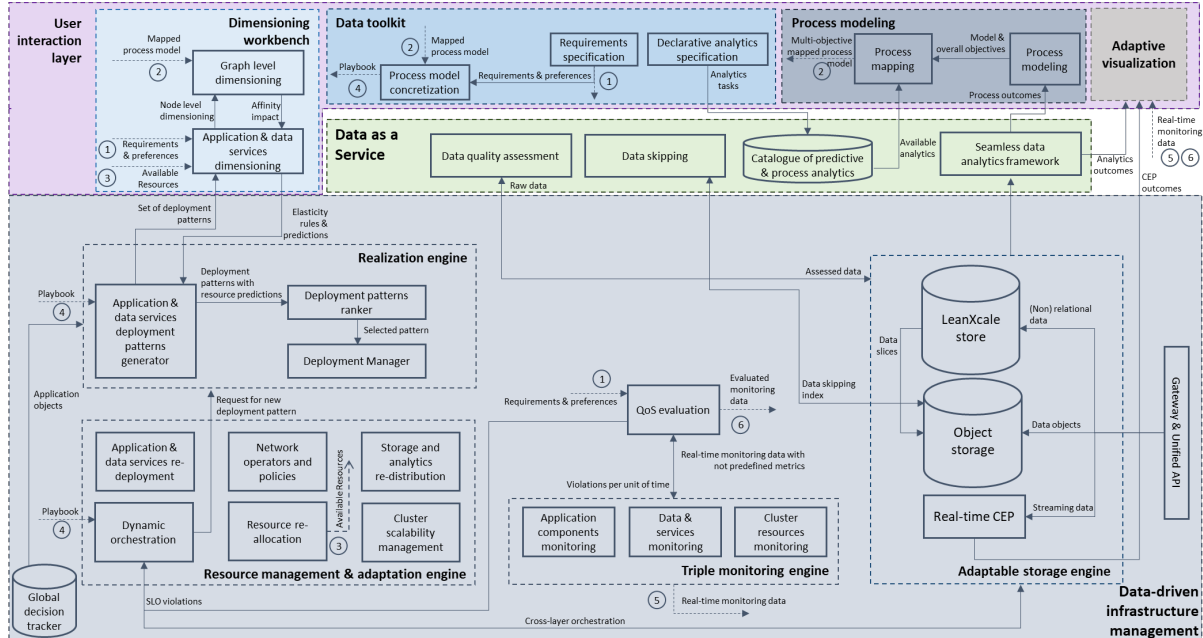 User
interaction
layer
Dimensioning
workbench
Mapped
process model
2
Graph level
dimensioning
Node level
dimensioning
Affinity
impact
1
Requirements
& preferences
3
Available
Resources
Application & data
services
dimensioning
Data toolkit
2
Mapped
process model
Playbook
4
Process model
concretization
Requirements & preferences
Requirements
specification
1
Declarative analytics
specification
Analytics
tasks
Process modeling
Multi-objective
mapped process
model
2
Process
mapping
Model &
overall objectives
Process
modeling
Process outcomes
Adaptive
visualization
Real-time
monitoring
data
5
6
Data as a
Service
Data quality assessment
Raw data
Data skipping
Catalogue of predictive
& process analytics
Available
analytics
Seamless data
analytics framework
Analytics
outcomes
CEP
outcomes
Set of deployment
patterns
Elasticity
rules &
predictions
Realization engine
Playbook
4
Application &
data services
deployment
patterns
generator
Deployment
patterns with
resource predictions
Deployment patterns
ranker
Selected pattern
Deployment Manager
Application
objects
Request for new
deployment pattern
Application &
data services re-
deployment
Network
operators and
policies
Storage and
analytics
re-distribution
Playbook
4
Dynamic
orchestration
Resource re-
allocation
Available Resources
3
Cluster
scalability
management
Resource management & adaptation engine
Global
decision
tracker
SLO violations
Cross-layer orchestration
1
Requirements & preferences
QoS evaluation
Evaluated
monitoring
data
6
Real-time monitoring data with
not predefined metrics
Violations per unit of time
Application
components
monitoring
Data &
services
monitoring
Cluster
resources
monitoring
Triple monitoring engine
5
Real-time monitoring data
Assessed data
Data skipping
index
LeanXcale
store
Data
slices
(Non) relational
data
Object
storage
Data objects
Real-time CEP
Streaming data
Adaptable storage engine
Gateway & Unified API
Data-driven
infrastructure
management